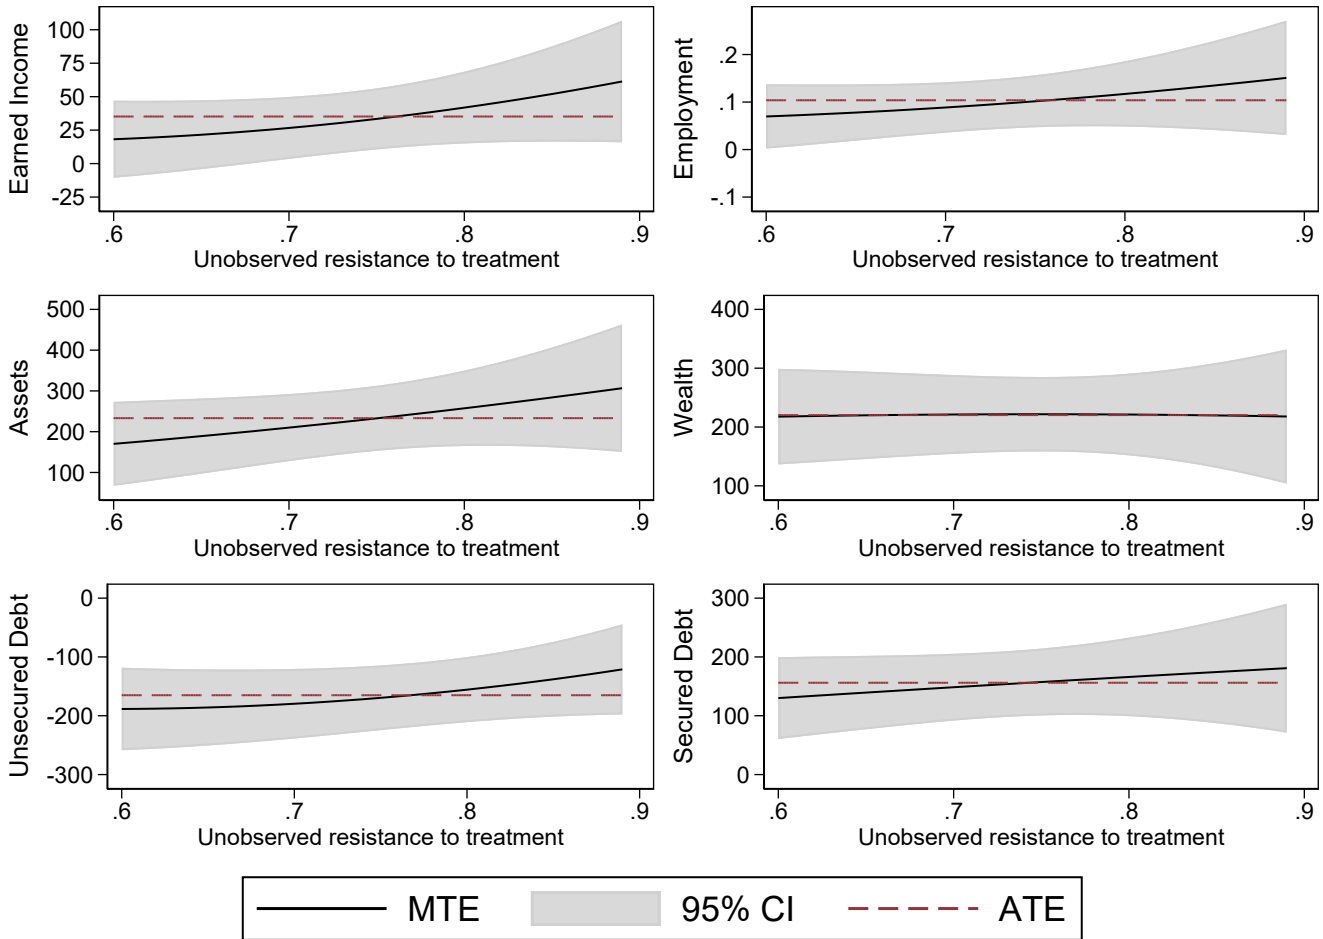 Earned Income
100
75
50
25
0
-25
.6 .7 .8 .9
Unobserved resistance to treatment
Employment
.2
.1
0
-.1
.6 .7 .8 .9
Unobserved resistance to treatment
Assets
500
400
300
200
100
.6 .7 .8 .9
Unobserved resistance to treatment
Wealth
400
300
200
100
.6 .7 .8 .9
Unobserved resistance to treatment
Unsecured Debt
0
-100
-200
-300
.6 .7 .8 .9
Unobserved resistance to treatment
Secured Debt
300
200
100
0
.6 .7 .8 .9
Unobserved resistance to treatment
MTE 95% CI ATE